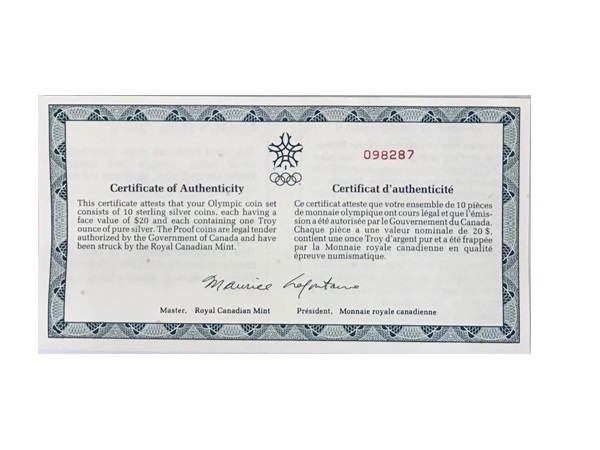 098287
Certificate of Authenticity
This certificate attests that your Olympic coin set
consists of 10 sterling silver coins, each having a
face value of $20 and each containing one Troy
ounce of pure silver. The Proof coins are legal tender
authorized by the Government of Canada and have
been struck by the Royal Canadian Mint.
Certificat d'authenticité
Ce certificat atteste que votre ensemble de 10 pièces
de monnaie olympique ont cours légal et que l'émis-
sion a été autorisée par le Gouvernement du Canada.
Chaque pièce a une valeur nominale de 20 $,
contient une once Troy d'argent pur et a été frappée
par la Monnaie royale canadienne en qualité
épreuve numismatique.
Maurice Lafontaine
Master, Royal Canadian Mint
Président, Monnaie royale canadienne